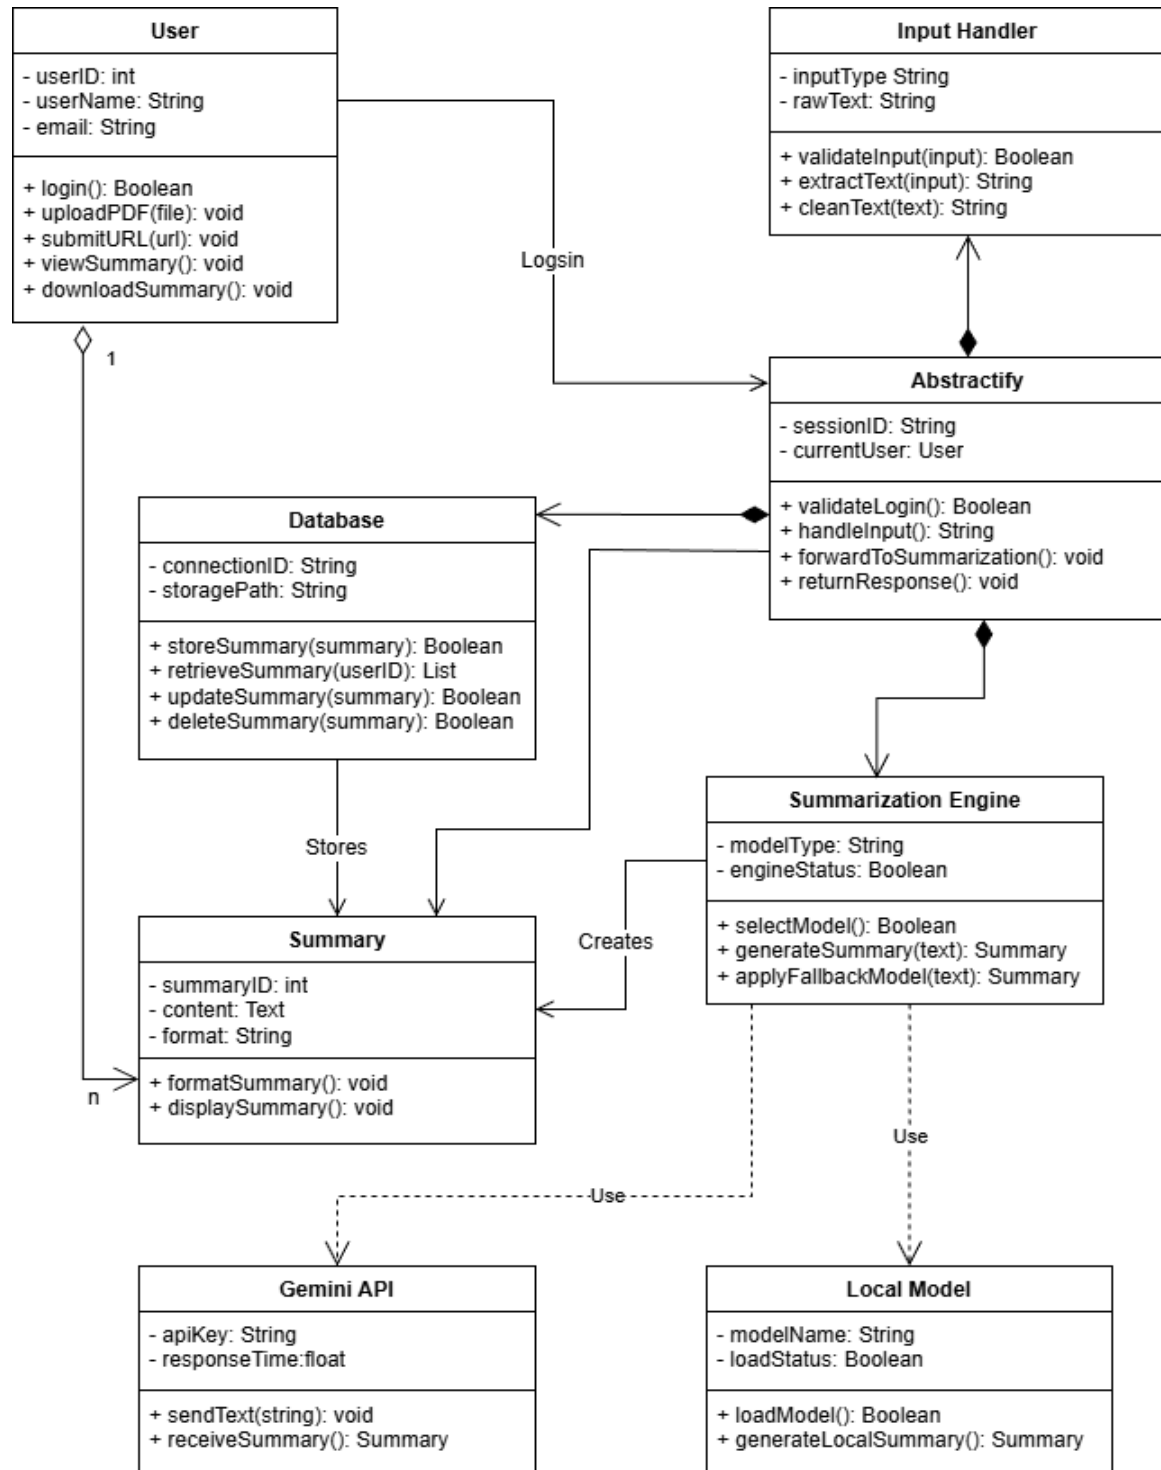 User
- userID: int
- userName: String
- email: String
+ login(): Boolean
+ uploadPDF(file): void
+ submitURL(url): void
+ viewSummary(): void
+ downloadSummary(): void
Input Handler
- inputType String
- rawText: String
+ validateInput(input): Boolean
+ extractText(input): String
+ cleanText(text): String
Logsin
1
Abstractify
- sessionID: String
- currentUser: User
+ validateLogin(): Boolean
+ handleInput(): String
+ forwardToSummarization(): void
+ returnResponse(): void
Database
- connectionID: String
- storagePath: String
+ storeSummary(summary): Boolean
+ retrieveSummary(userID): List
+ updateSummary(summary): Boolean
+ deleteSummary(summary): Boolean
Stores
Summarization Engine
- modelType: String
- engineStatus: Boolean
+ selectModel(): Boolean
+ generateSummary(text): Summary
+ applyFallbackModel(text): Summary
Creates
Summary
- summaryID: int
- content: Text
- format: String
+ formatSummary(): void
+ displaySummary(): void
n
Use
Use
Gemini API
- apiKey: String
- responseTime:float
+ sendText(string): void
+ receiveSummary(): Summary
Local Model
- modelName: String
- loadStatus: Boolean
+ loadModel(): Boolean
+ generateLocalSummary(): Summary